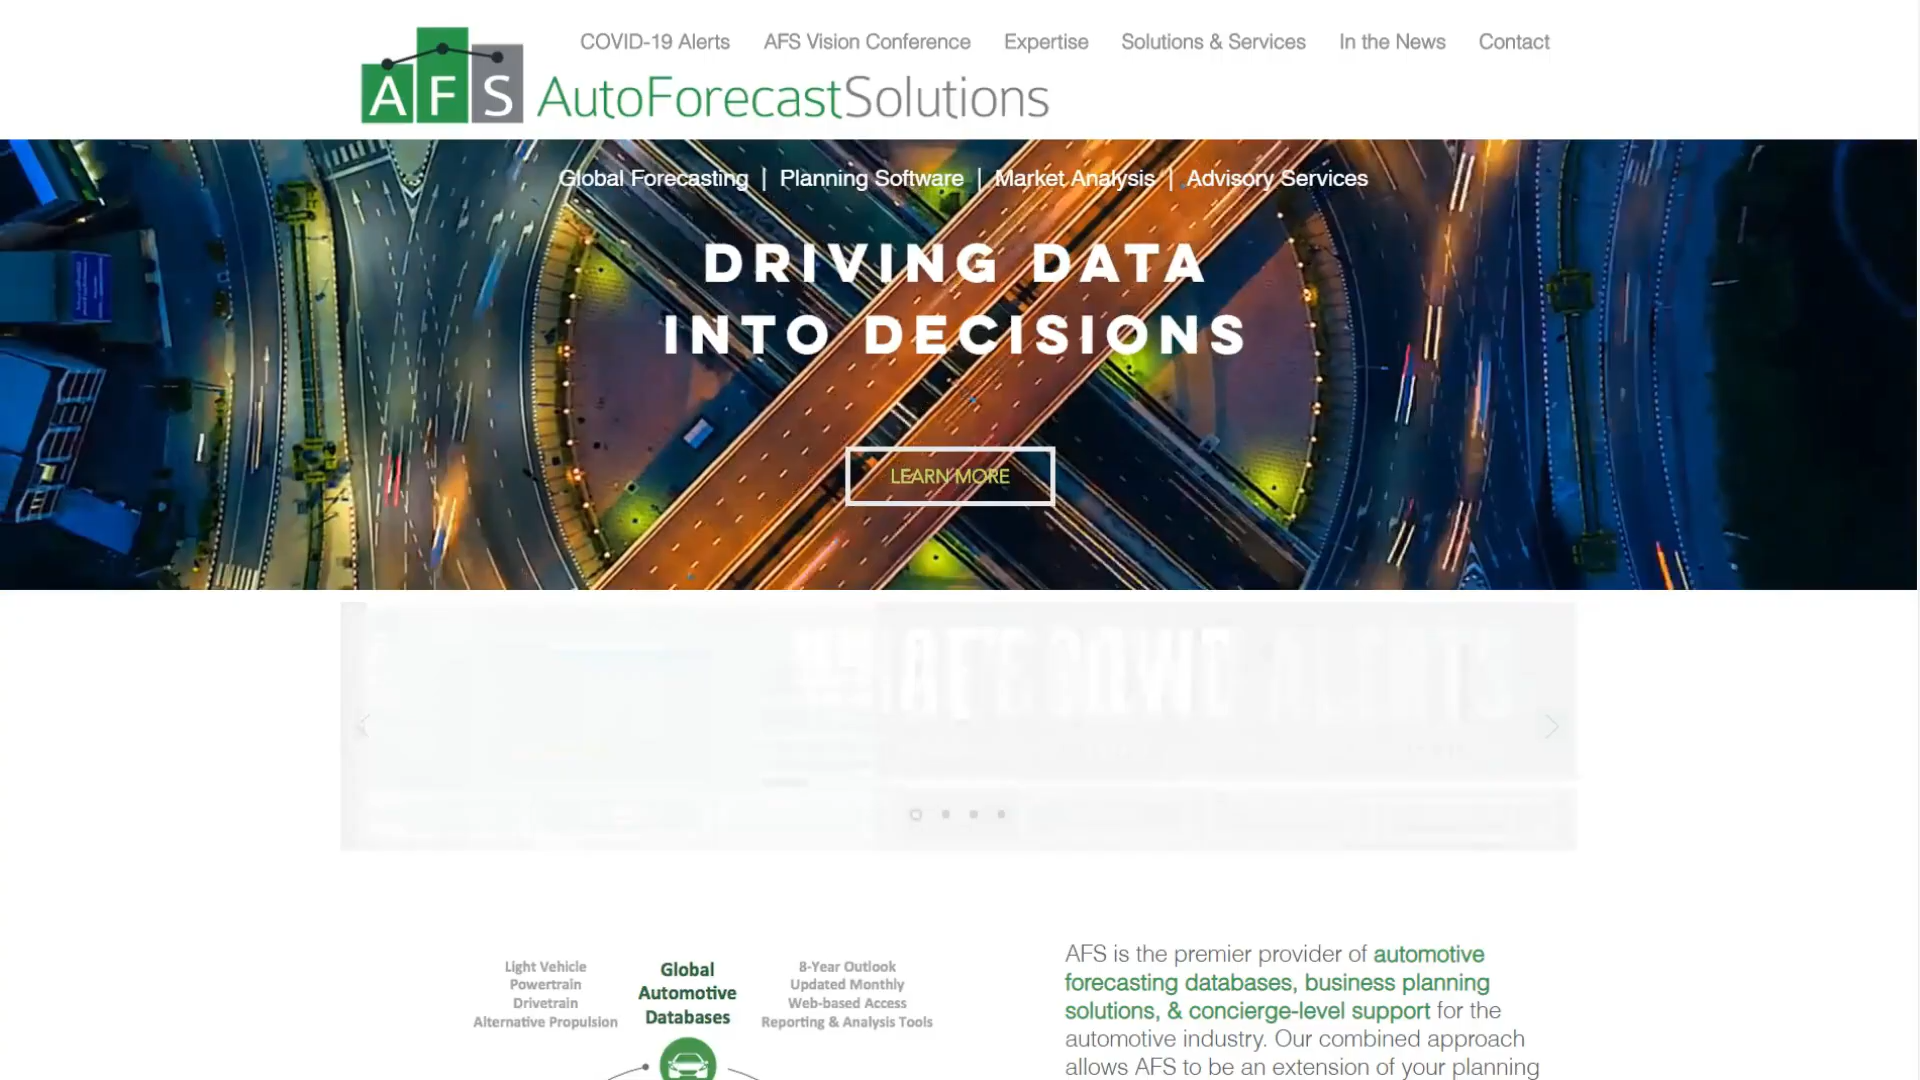 COVID-19 Alerts AFS Vision Conference Expertise Solutions & Services In the News Contact
AFS AutoForecastSolutions
Global Forecasting | Planning Software | Market Analysis | Advisory Services
DRIVING DATA
INTO DECISIONS
LEARN MORE
Light Vehicle
Powertrain
Drivetrain
Alternative Propulsion
Global
Automotive
Databases
8-Year Outlook
Updated Monthly
Web-based Access
Reporting & Analysis Tools
AFS is the premier provider of automotive
forecasting databases, business planning
solutions, & concierge-level support for the
automotive industry. Our combined approach
allows AFS to be an extension of your planning